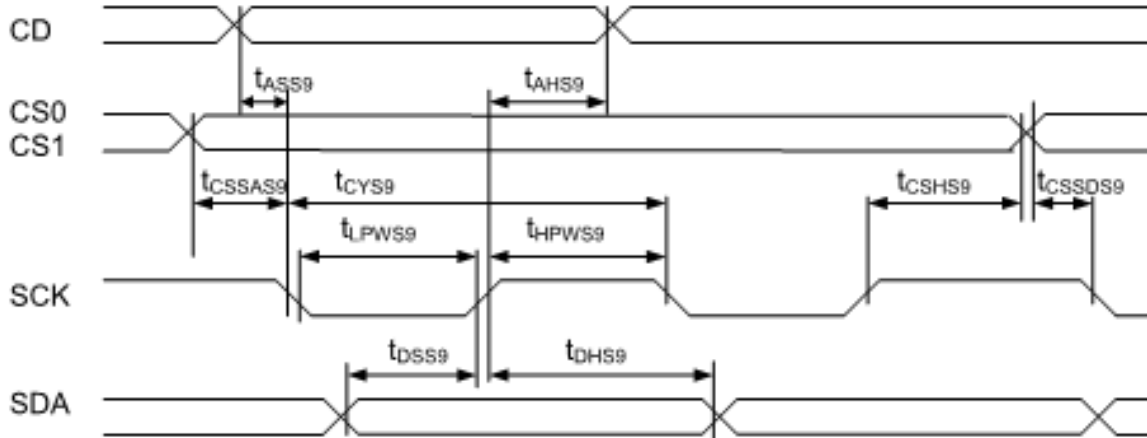 CD
tASS9 tAHS9
CS0
CS1
tCSSAS9 tCYS9 tCSHS9 tCSSDS9
tLPWS9 tHPWS9
SCK
tDSS9 tDHS9
SDA